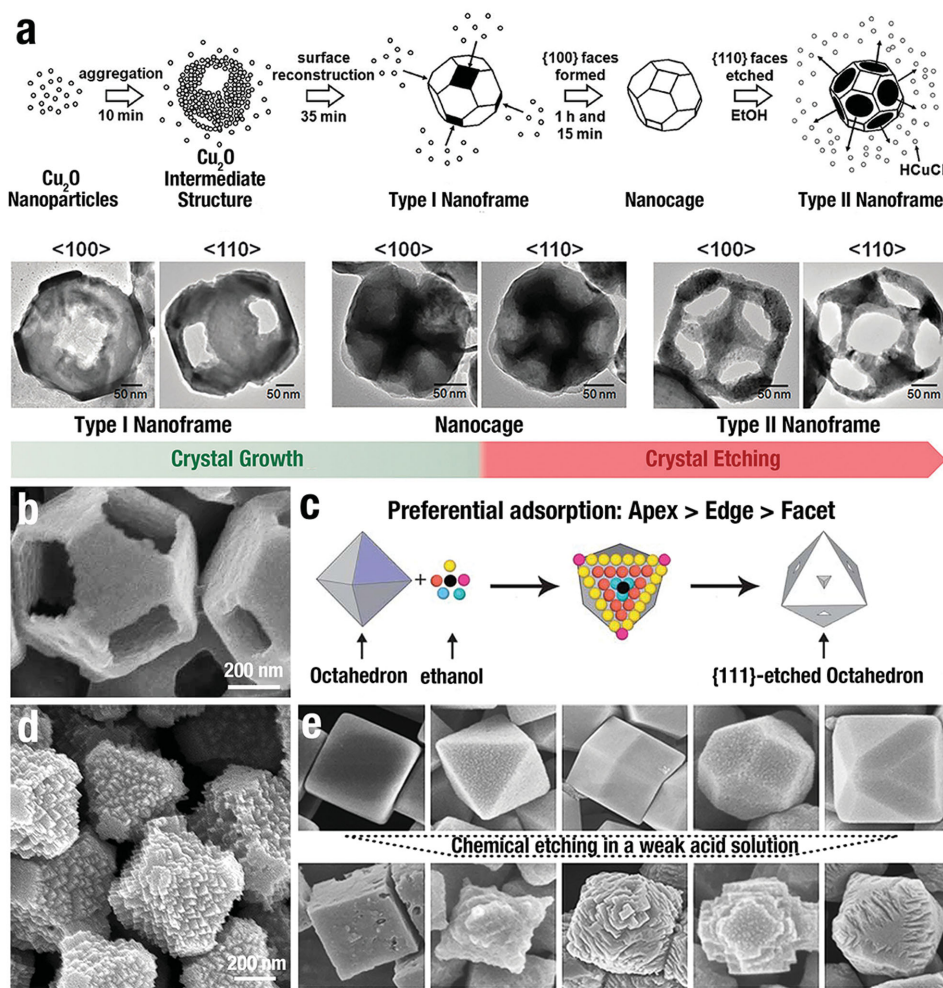 a
aggregation
10 min
surface
reconstruction
35 min
{100} faces
formed
1 h and
15 min
{110} faces
etched
EtOH
HCuCl
Cu2O
Nanoparticles
Cu2O
Intermediate
Structure
Type I Nanoframe
Nanocage
Type II Nanoframe
<100>
<110>
<100>
<110>
<100>
<110>
50 nm
50 nm
50 nm
50 nm
50 nm
50 nm
Type I Nanoframe
Nanocage
Type II Nanoframe
Crystal Growth
Crystal Etching
b
200 nm
c
Preferential adsorption: Apex > Edge > Facet
+
Octahedron
ethanol
{111}-etched Octahedron
d
200 nm
e
Chemical etching in a weak acid solution